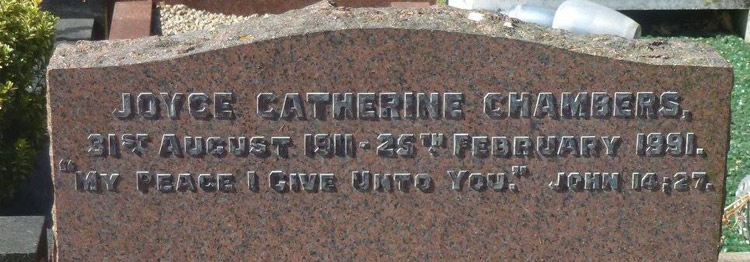 JOYCE CATHERINE CHAMBERS.
31ST AUGUST 1911 - 25TH FEBRUARY 1991.
"MY PEACE I GIVE UNTO YOU." JOHN 14:27.